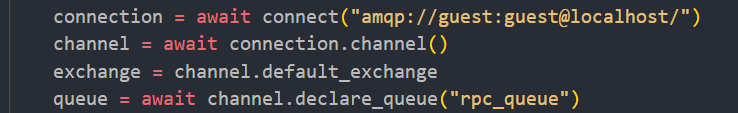 connection = await connect("amqp://guest:guest@localhost/")
channel = await connection.channel()
exchange = channel.default_exchange
queue = await channel.declare_queue("rpc_queue")